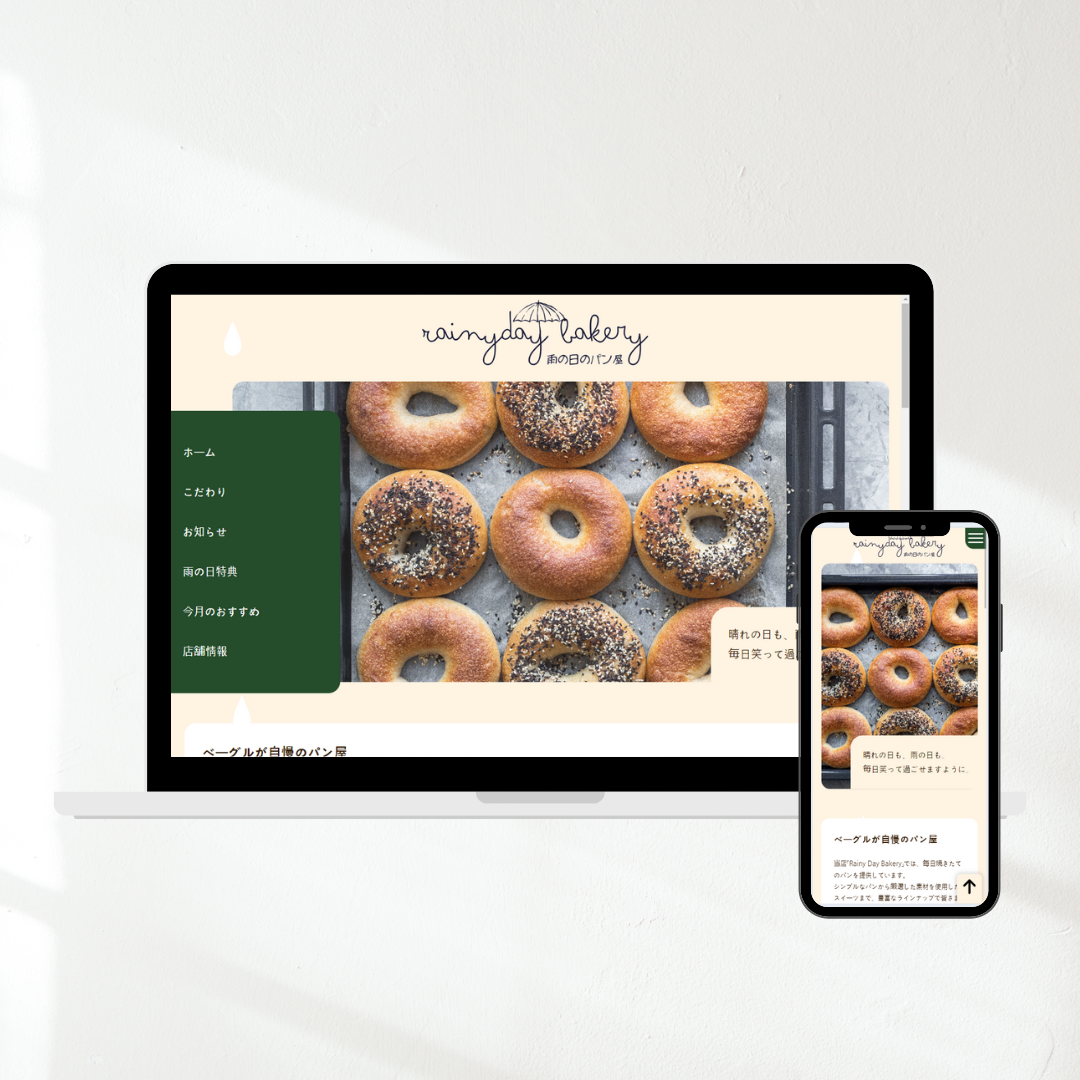 rainyday bakery
雨の日のパン屋
ホーム
こだわり
お知らせ
雨の日特典
今月のおすすめ
店舗情報
晴れの日も、
毎日笑って過
ベーグルが自慢のパン屋
rainyday bakery
雨の日のパン屋
晴れの日も、雨の日も、
毎日笑って過ごせますように。
ベーグルが自慢のパン屋
当店"Rainy Day Bakery"では、毎日焼きたて
のパンを提供しています。
シンプルなパンから厳選した素材を使用した
スイーツまで、豊富なラインナップで皆さま